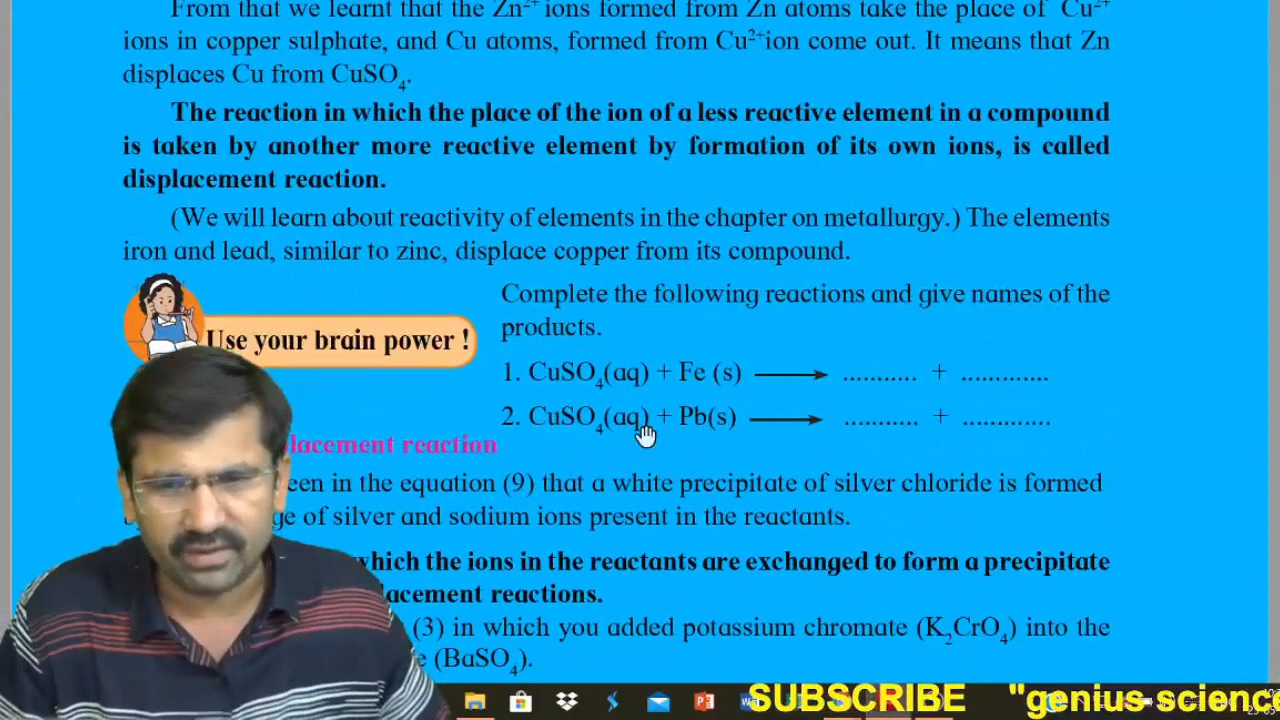 From that we learnt that the Zn²⁺ ions formed from Zn atoms take the place of Cu²⁺
ions in copper sulphate, and Cu atoms, formed from Cu²⁺ion come out. It means that Zn
displaces Cu from CuSO₄.
The reaction in which the place of the ion of a less reactive element in a compound
is taken by another more reactive element by formation of its own ions, is called
displacement reaction.
(We will learn about reactivity of elements in the chapter on metallurgy.) The elements
iron and lead, similar to zinc, displace copper from its compound.
Use your brain power !
Complete the following reactions and give names of the
products.
1. CuSO₄(aq) + Fe (s) ⟶ ........... + .............
2. CuSO₄(aq) + Pb(s) ⟶ ........... + .............
placement reaction
een in the equation (9) that a white precipitate of silver chloride is formed
ge of silver and sodium ions present in the reactants.
which the ions in the reactants are exchanged to form a precipitate
lacement reactions.
(3) in which you added potassium chromate (K₂CrO₄) into the
e (BaSO₄).
SUBSCRIBE "genius science